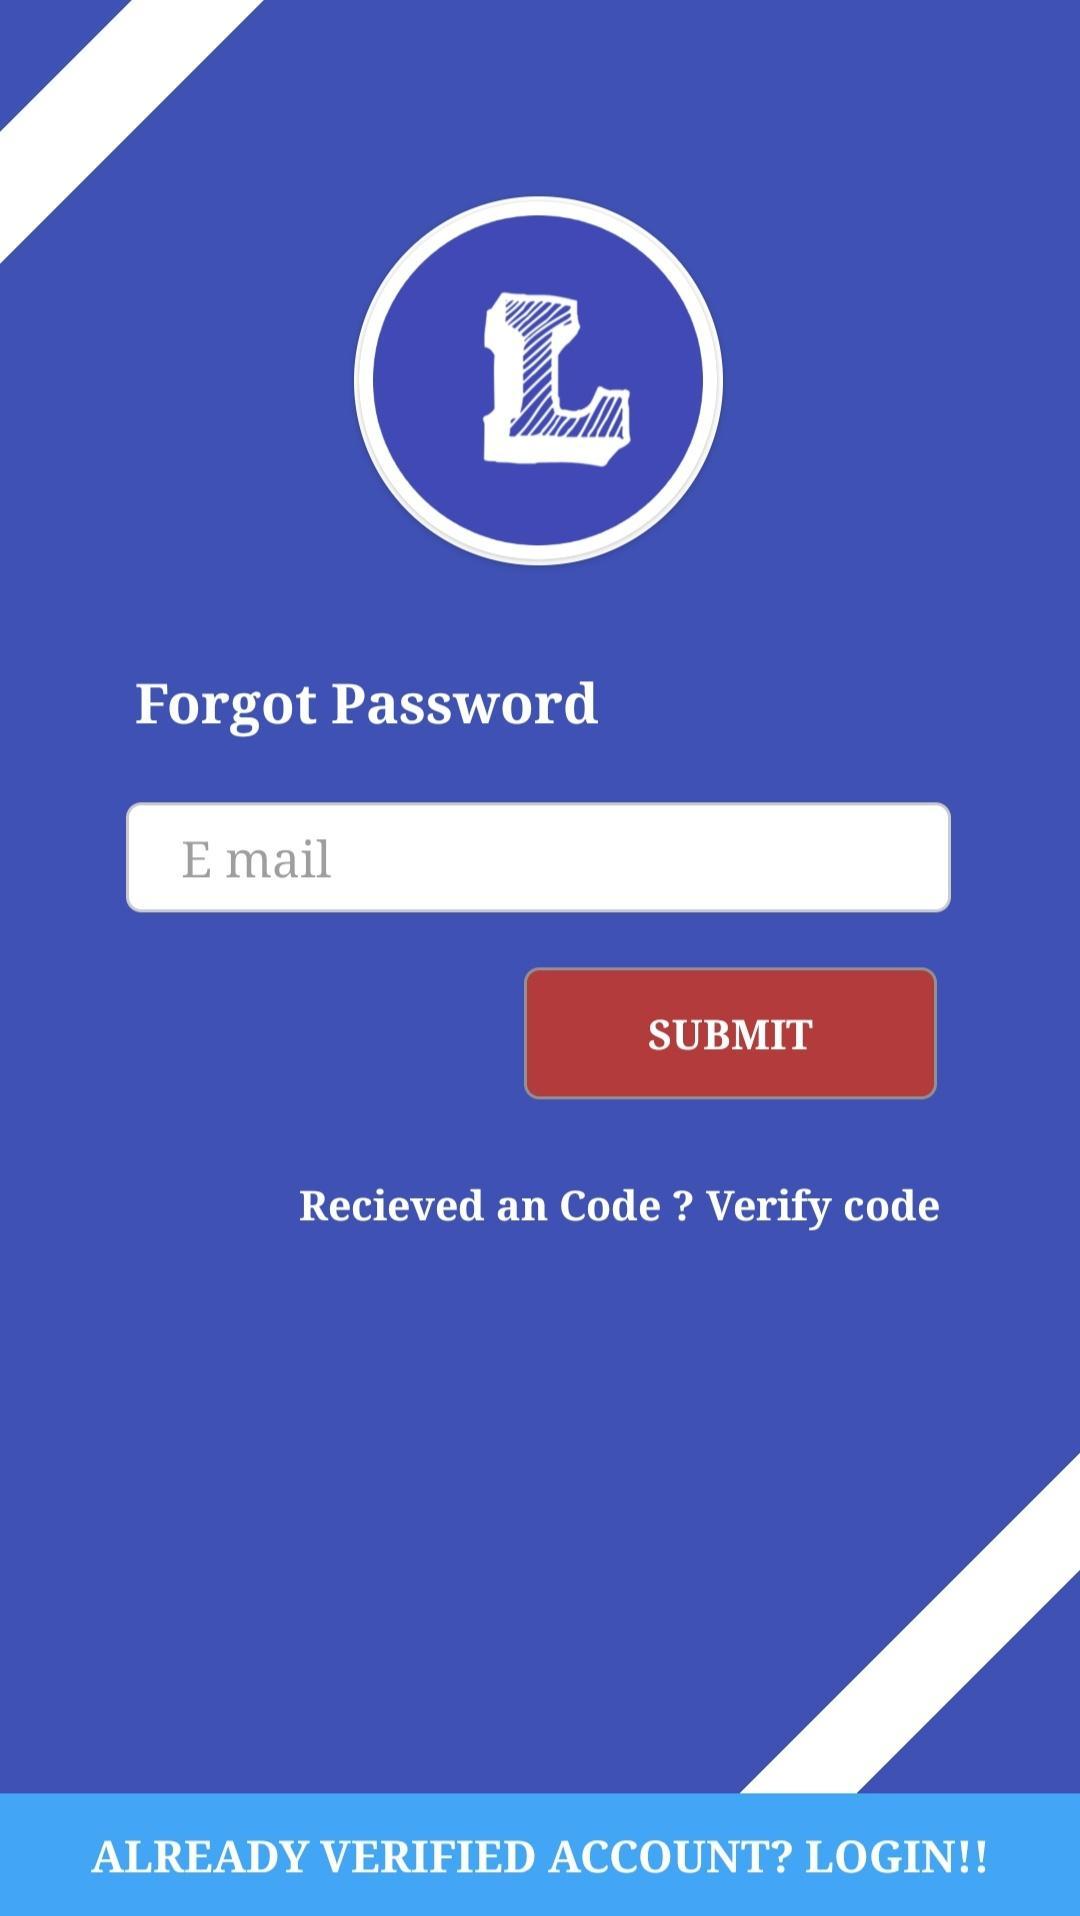 L
Forgot Password
E mail
SUBMIT
Recieved an Code ? Verify code
ALREADY VERIFIED ACCOUNT? LOGIN!!